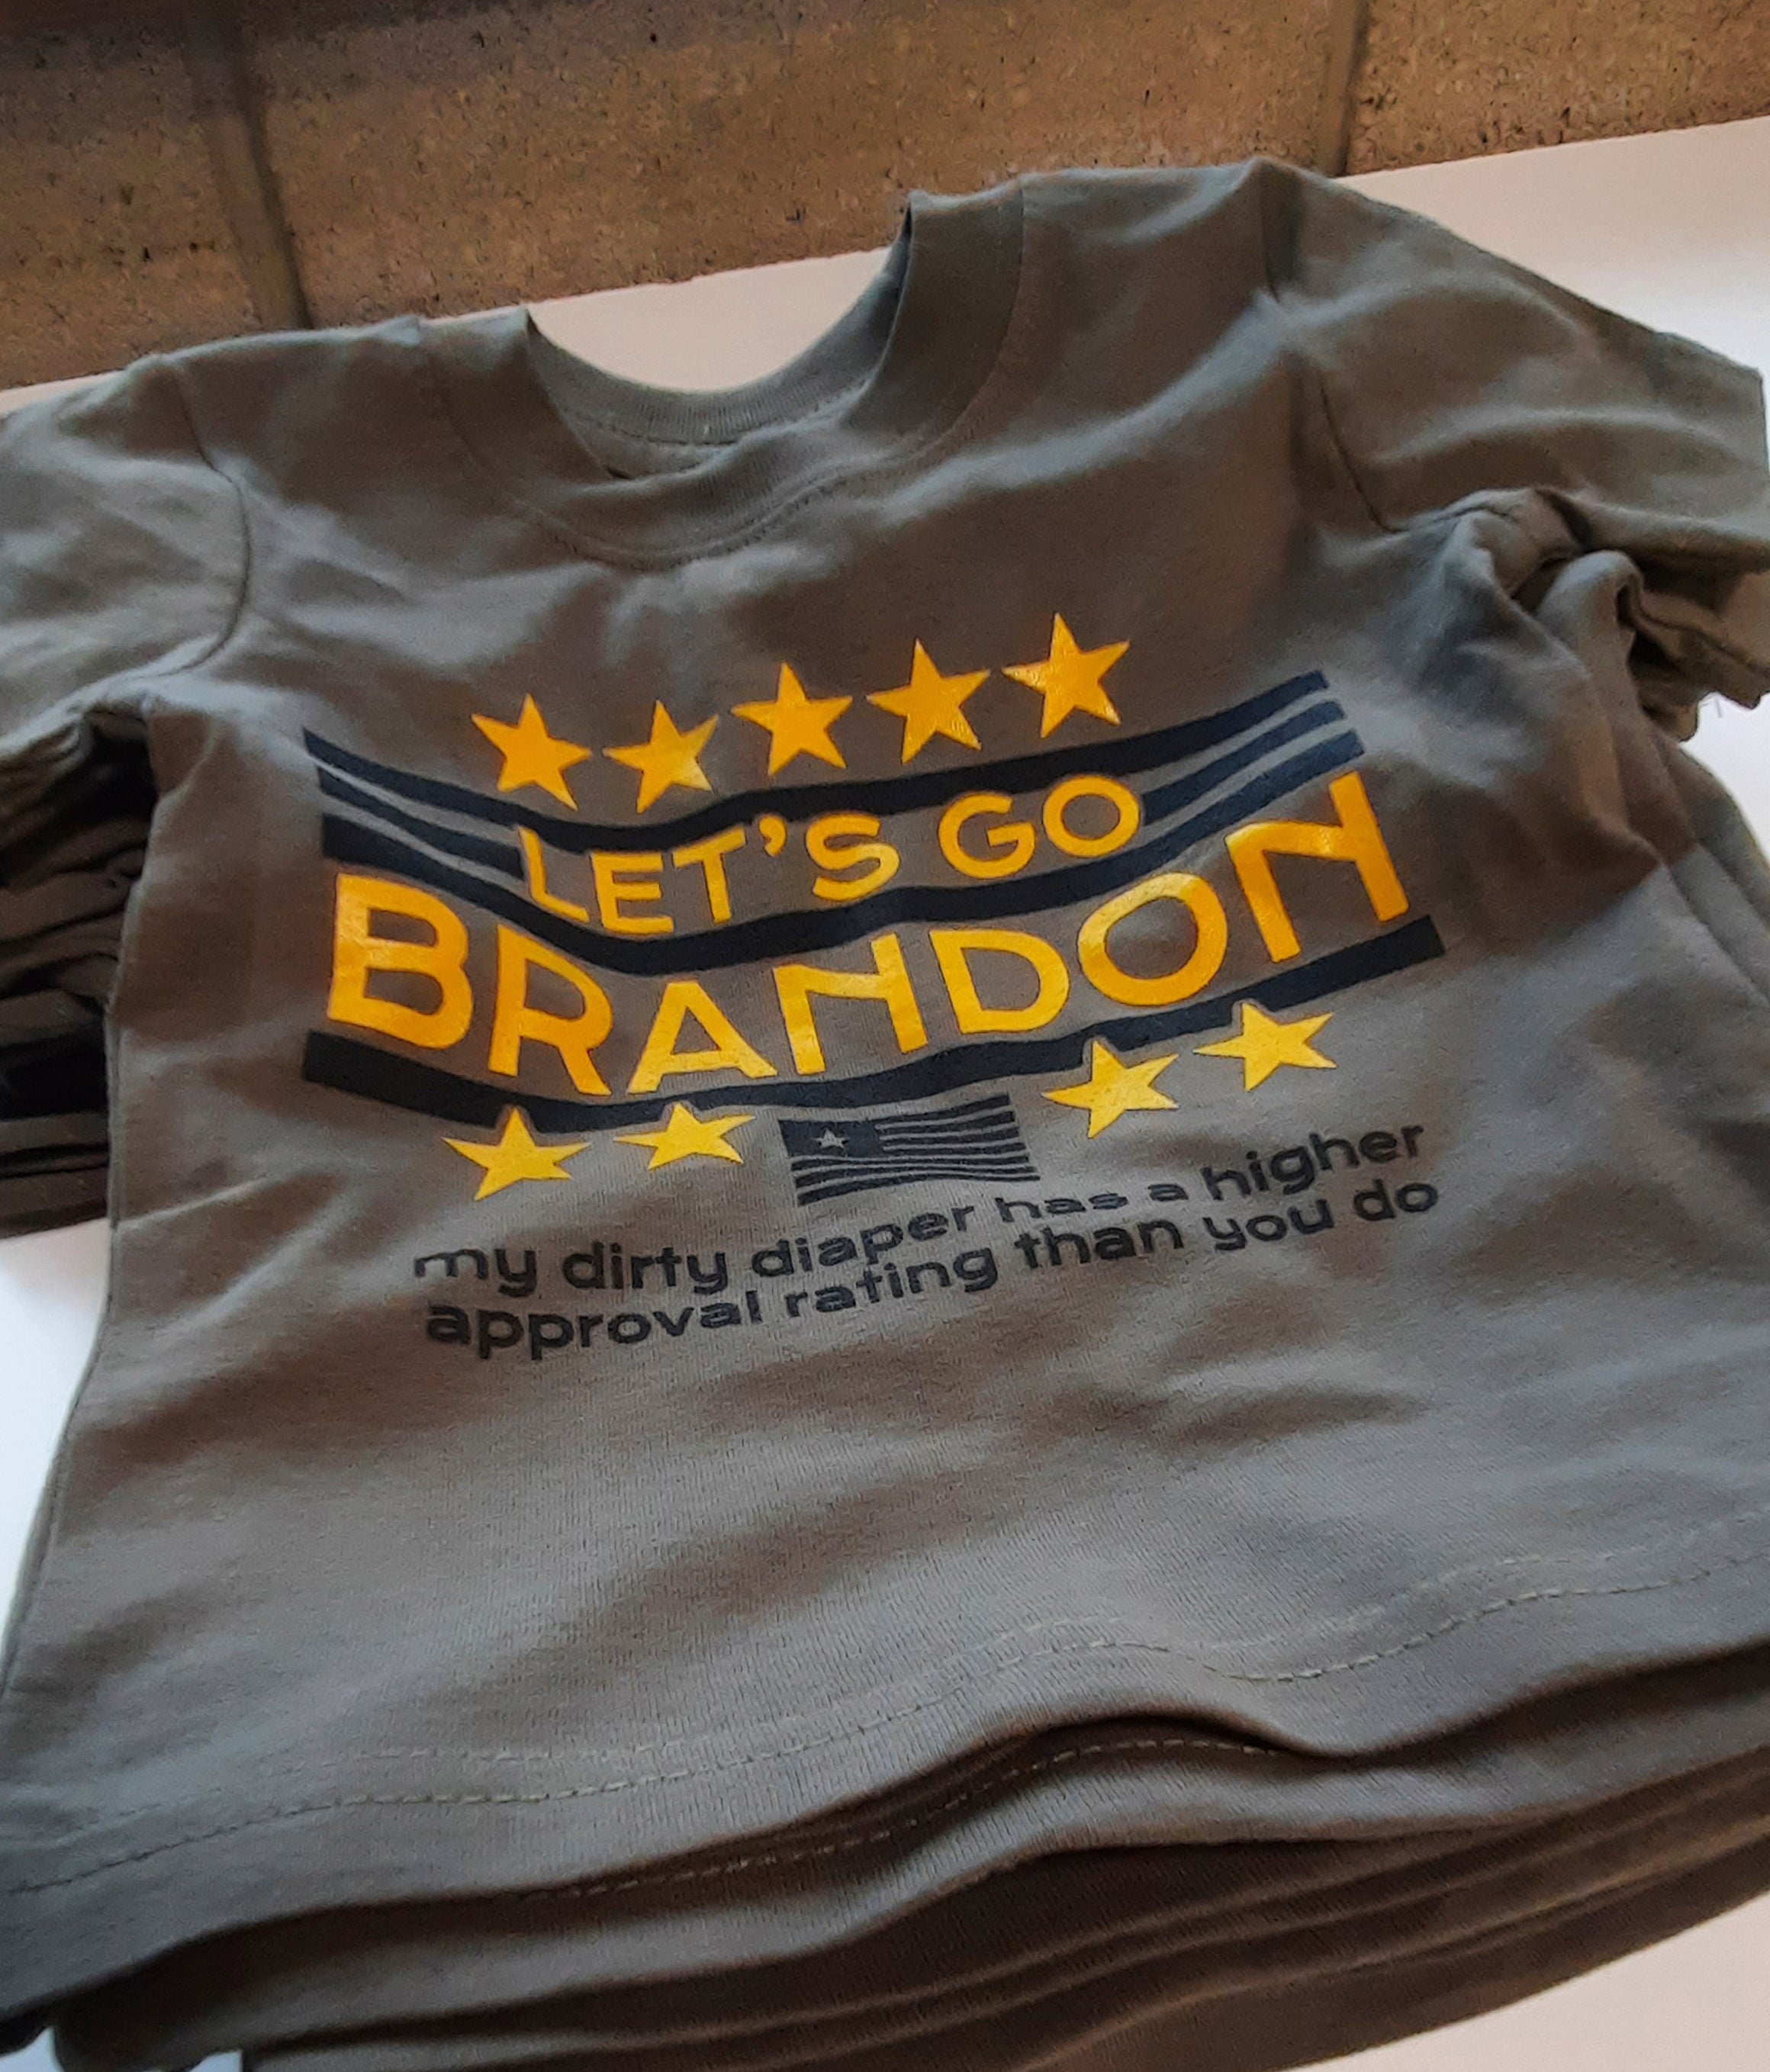 LET'S GO
BRANDON
my dirty diaper has a higher
approval rating than you do